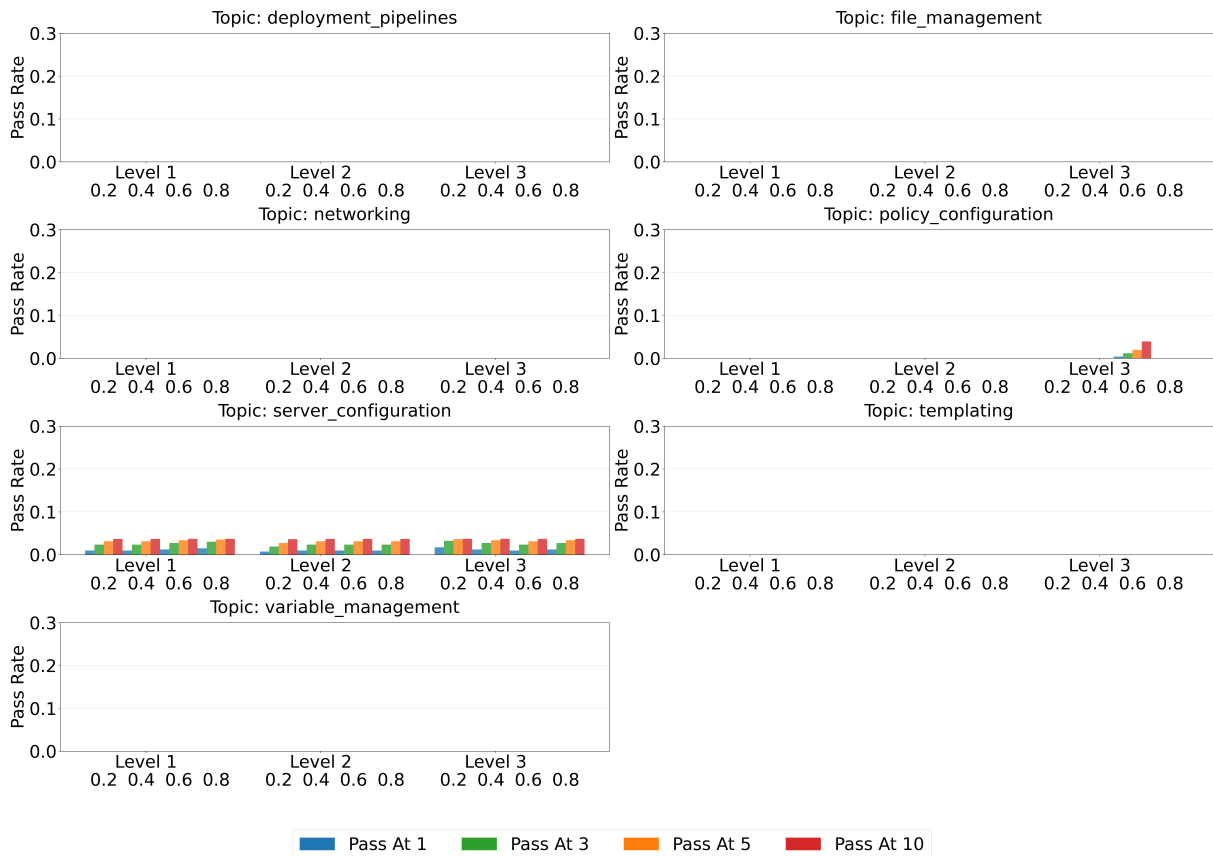 Topic: deployment_pipelines
Pass Rate
0.3
0.2
0.1
0.0
Level 1 Level 2 Level 3
0.2 0.4 0.6 0.8 0.2 0.4 0.6 0.8 0.2 0.4 0.6 0.8
Topic: file_management
Pass Rate
0.3
0.2
0.1
0.0
Level 1 Level 2 Level 3
0.2 0.4 0.6 0.8 0.2 0.4 0.6 0.8 0.2 0.4 0.6 0.8
Topic: networking
Pass Rate
0.3
0.2
0.1
0.0
Level 1 Level 2 Level 3
0.2 0.4 0.6 0.8 0.2 0.4 0.6 0.8 0.2 0.4 0.6 0.8
Topic: policy_configuration
Pass Rate
0.3
0.2
0.1
0.0
Level 1 Level 2 Level 3
0.2 0.4 0.6 0.8 0.2 0.4 0.6 0.8 0.2 0.4 0.6 0.8
Topic: server_configuration
Pass Rate
0.3
0.2
0.1
0.0
Level 1 Level 2 Level 3
0.2 0.4 0.6 0.8 0.2 0.4 0.6 0.8 0.2 0.4 0.6 0.8
Topic: templating
Pass Rate
0.3
0.2
0.1
0.0
Level 1 Level 2 Level 3
0.2 0.4 0.6 0.8 0.2 0.4 0.6 0.8 0.2 0.4 0.6 0.8
Topic: variable_management
Pass Rate
0.3
0.2
0.1
0.0
Level 1 Level 2 Level 3
0.2 0.4 0.6 0.8 0.2 0.4 0.6 0.8 0.2 0.4 0.6 0.8
Pass At 1 Pass At 3 Pass At 5 Pass At 10